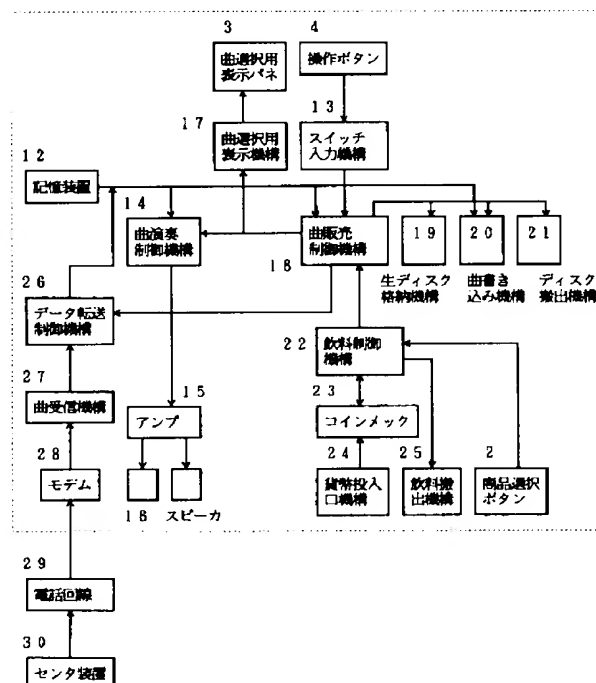 3
4
曲選択用
表示パネ
操作ボタン
13
17
曲選択用
表示機構
スイッチ
入力機構
12
記憶装置
14
曲演奏
制御機構
曲販売
制御機構
18
19
20
21
生ディスク
格納機構
曲書き
込み機構
ディスク
搬出機構
26
データ転送
制御機構
22
飲料制御
機構
27
曲受信機構
15
アンプ
23
コインメック
28
モデム
24
貨幣投入
口機構
25
飲料搬
出機構
2
商品選択
ボタン
16 スピーカ
29
電話回線
30
センタ装置